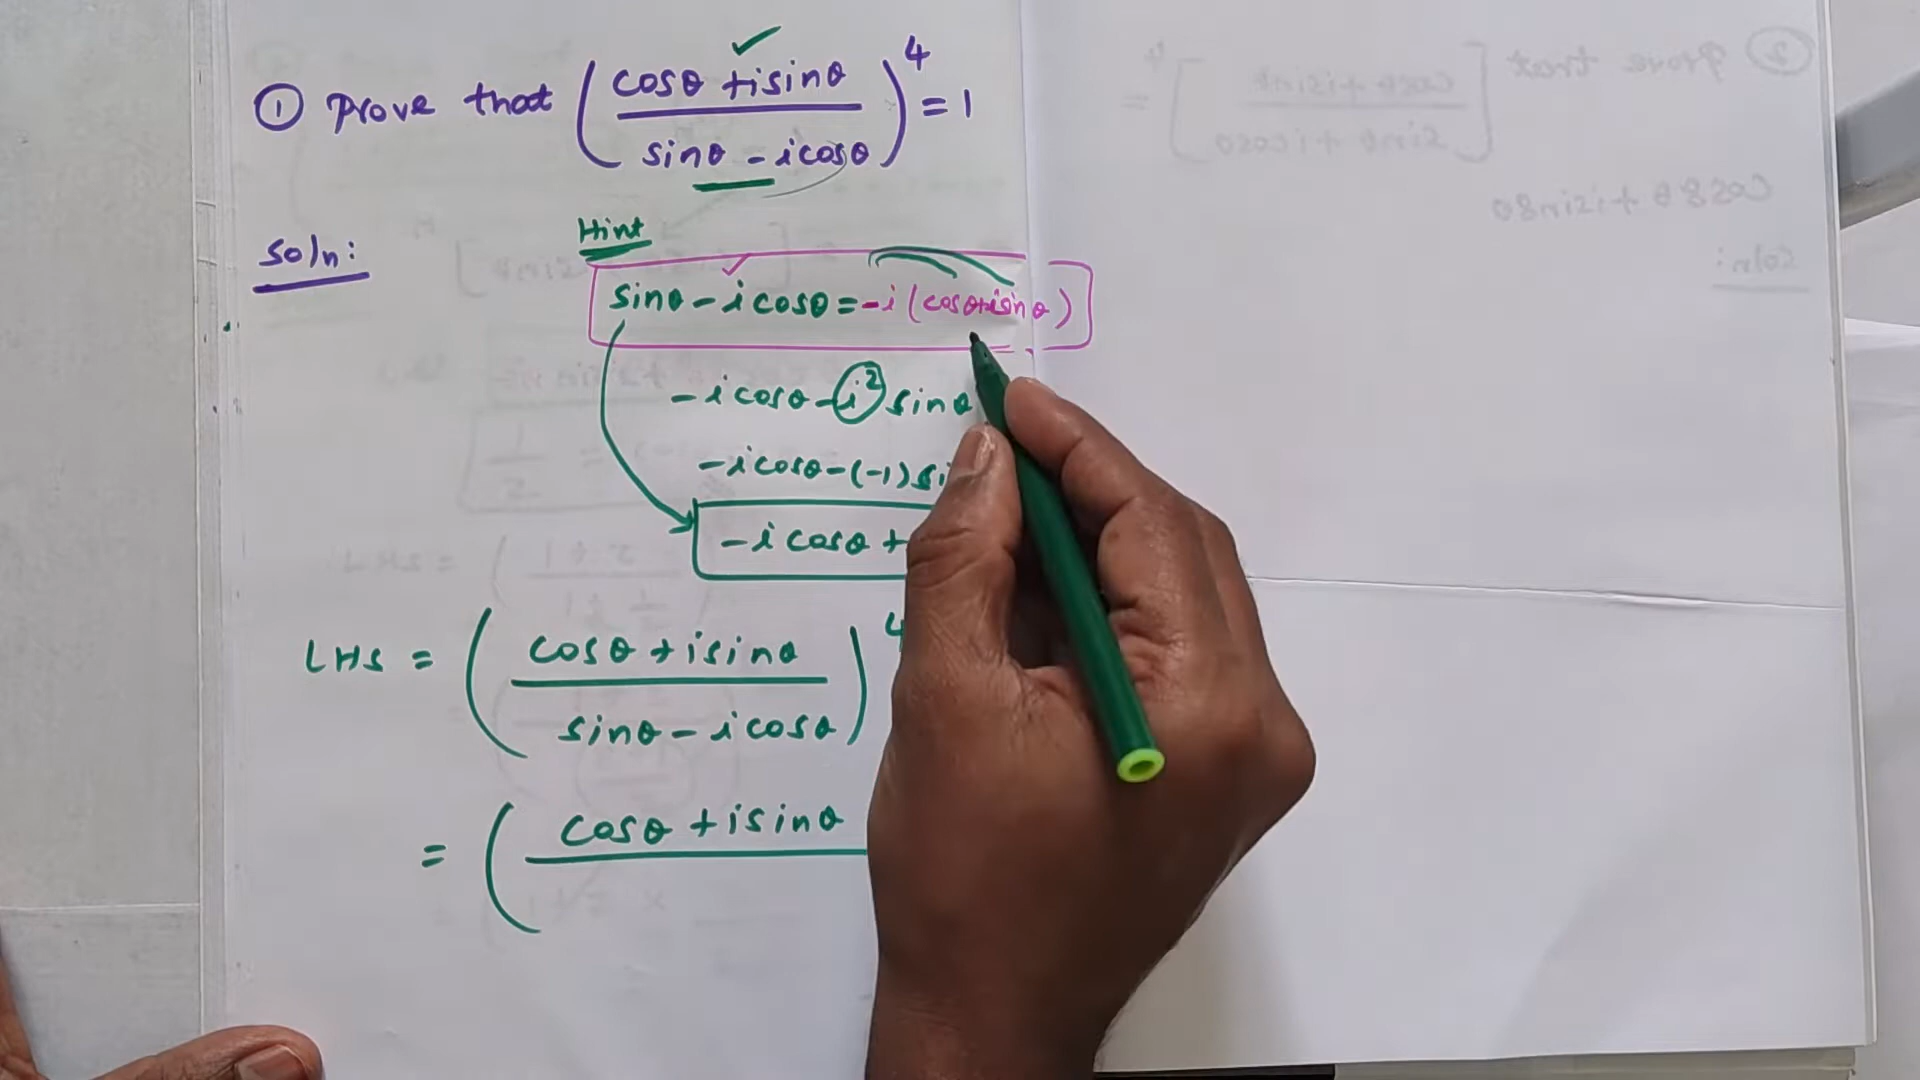 ① Prove that (cosθ + isinθ / sinθ - icosθ)⁴ = 1
Soln:
Hint
sinθ - icosθ = -i(cosθ+isinθ)
-icosθ - i² sinθ
-icosθ - (-1)
-icosθ +
LHS = (cosθ + isinθ / sinθ - icosθ)⁴
= (cosθ + isinθ